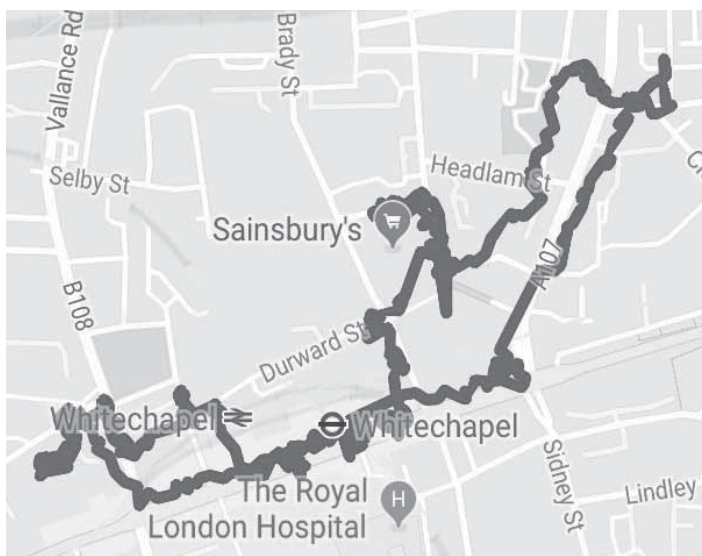 Vallance Rd
Brady St
Selby St
Headlam St
Sainsbury's
A107
B108
Durward St
Whitechapel
Whitechapel
The Royal
London Hospital
H
Sidney St
Lindley